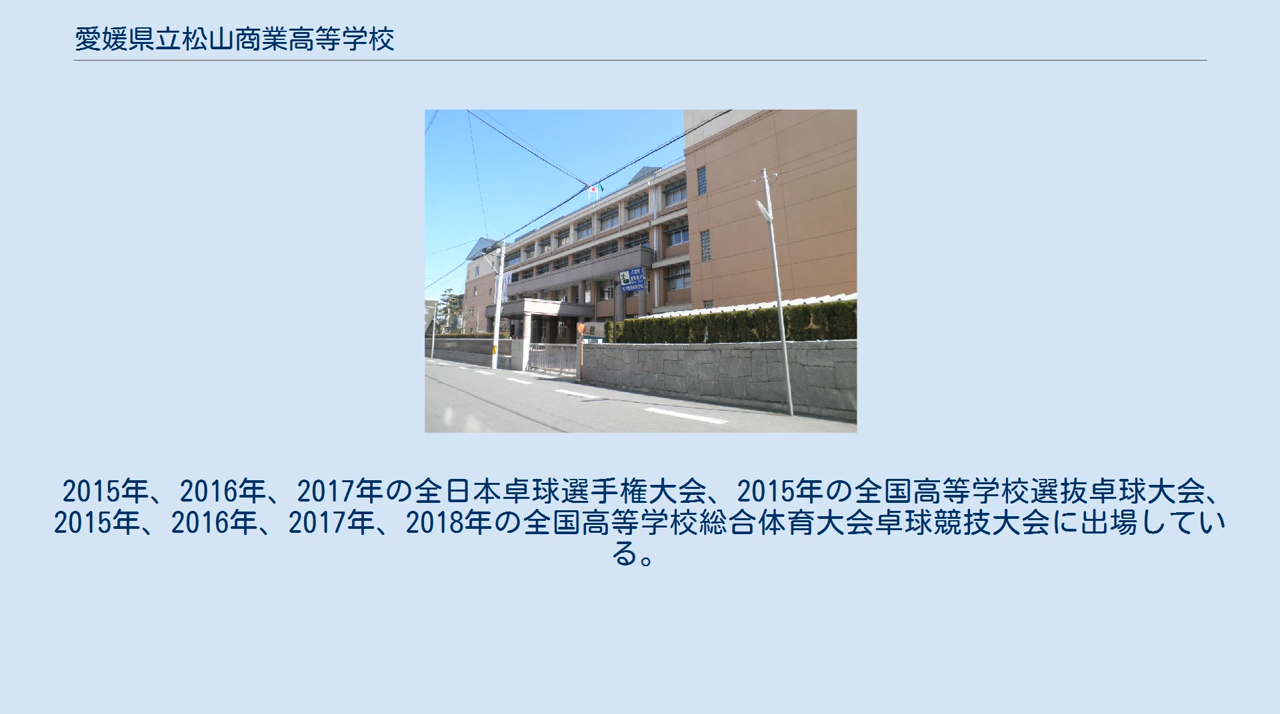 愛媛県立松山商業高等学校
2015年、2016年、2017年の全日本卓球選手権大会、2015年の全国高等学校選抜卓球大会、
2015年、2016年、2017年、2018年の全国高等学校総合体育大会卓球競技大会に出場してい
る。